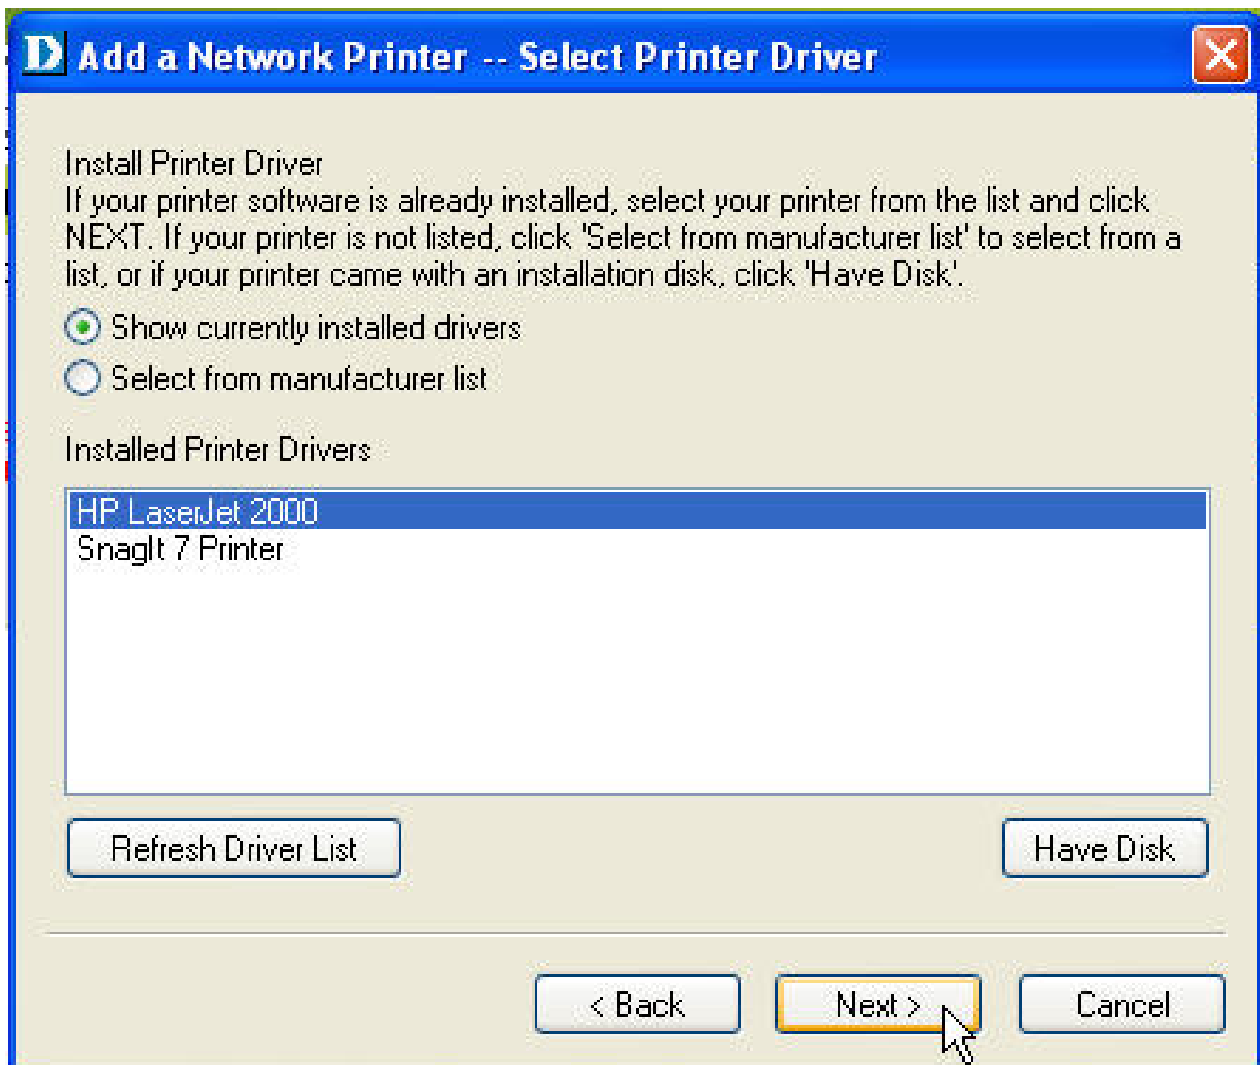 D Add a Network Printer -- Select Printer Driver
Install Printer Driver
If your printer software is already installed, select your printer from the list and click
NEXT. If your printer is not listed, click 'Select from manufacturer list' to select from a
list, or if your printer came with an installation disk, click 'Have Disk'.
Show currently installed drivers
Select from manufacturer list
Installed Printer Drivers
HP LaserJet 2000
SnagIt 7 Printer
Refresh Driver List
Have Disk
< Back
Next >
Cancel